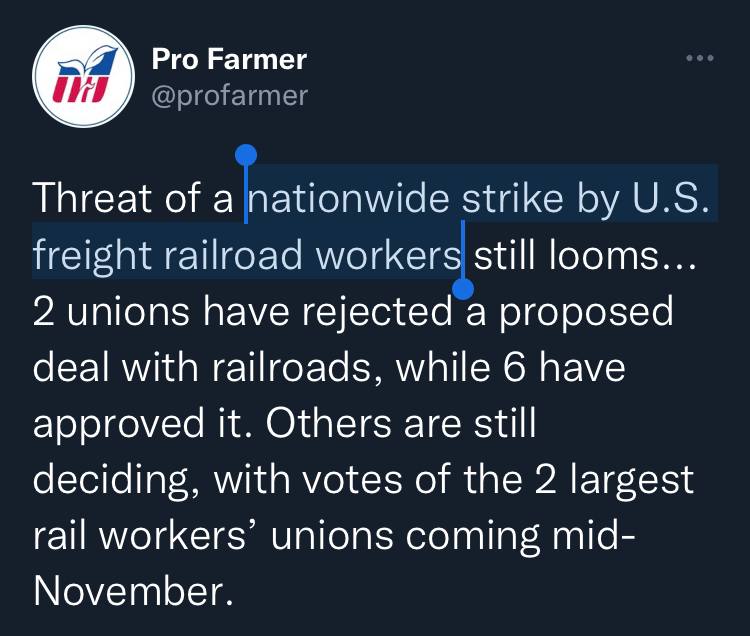 Pro Farmer
@profarmer
Threat of a nationwide strike by U.S.
freight railroad workers still looms...
2 unions have rejected a proposed
deal with railroads, while 6 have
approved it. Others are still
deciding, with votes of the 2 largest
rail workers’ unions coming mid-
November.